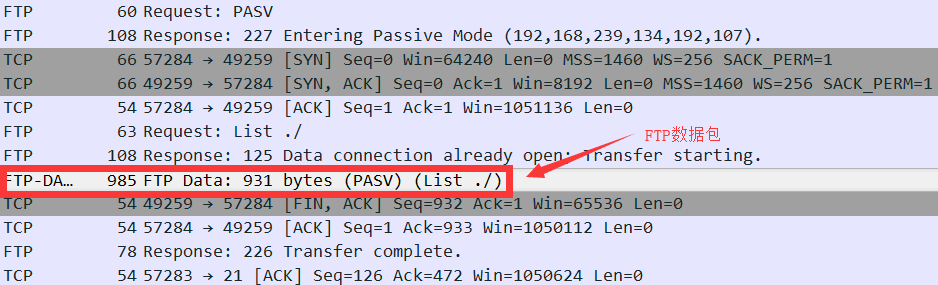 FTP 60 Request: PASV
FTP 108 Response: 227 Entering Passive Mode (192,168,239,134,192,107).
TCP 66 57284 → 49259 [SYN] Seq=0 Win=64240 Len=0 MSS=1460 WS=256 SACK_PERM=1
TCP 66 49259 → 57284 [SYN, ACK] Seq=0 Ack=1 Win=8192 Len=0 MSS=1460 WS=256 SACK_PERM=1
TCP 54 57284 → 49259 [ACK] Seq=1 Ack=1 Win=1051136 Len=0
FTP 63 Request: List ./
FTP数据包
FTP 108 Response: 125 Data connection already open; Transfer starting.
FTP-DA… 985 FTP Data: 931 bytes (PASV) (List ./)
TCP 54 49259 → 57284 [FIN, ACK] Seq=932 Ack=1 Win=65536 Len=0
TCP 54 57284 → 49259 [ACK] Seq=1 Ack=933 Win=1050112 Len=0
FTP 78 Response: 226 Transfer complete.
TCP 54 57283 → 21 [ACK] Seq=126 Ack=472 Win=1050624 Len=0